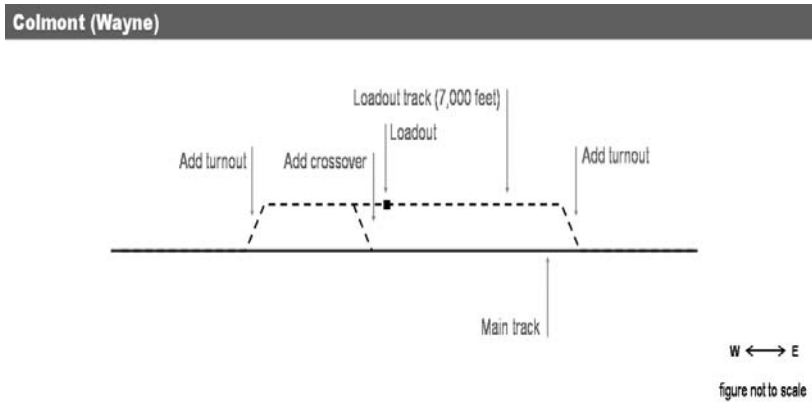 Colmont (Wayne)
Loadout track (7,000 feet)
Loadout
Add turnout
Add crossover
Add turnout
Main track
W E
figure not to scale